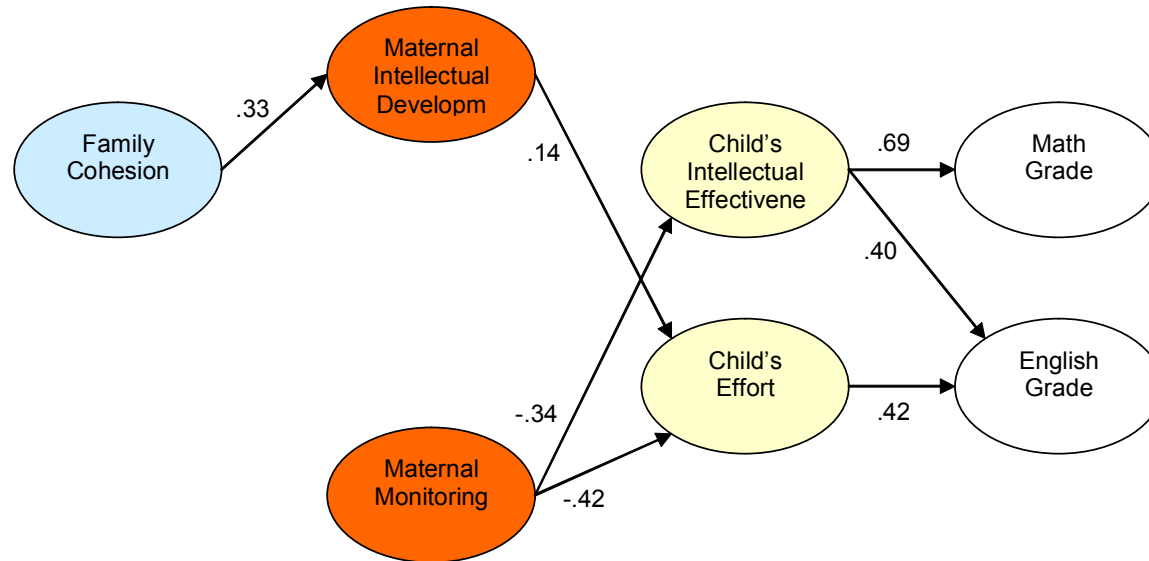 Maternal
Intellectual
Developm
.33
Family
Cohesion
.14
Child's
Intellectual
Effectivene
.69
Math
Grade
.40
-.34
Child's
Effort
.42
English
Grade
Maternal
Monitoring
-.42